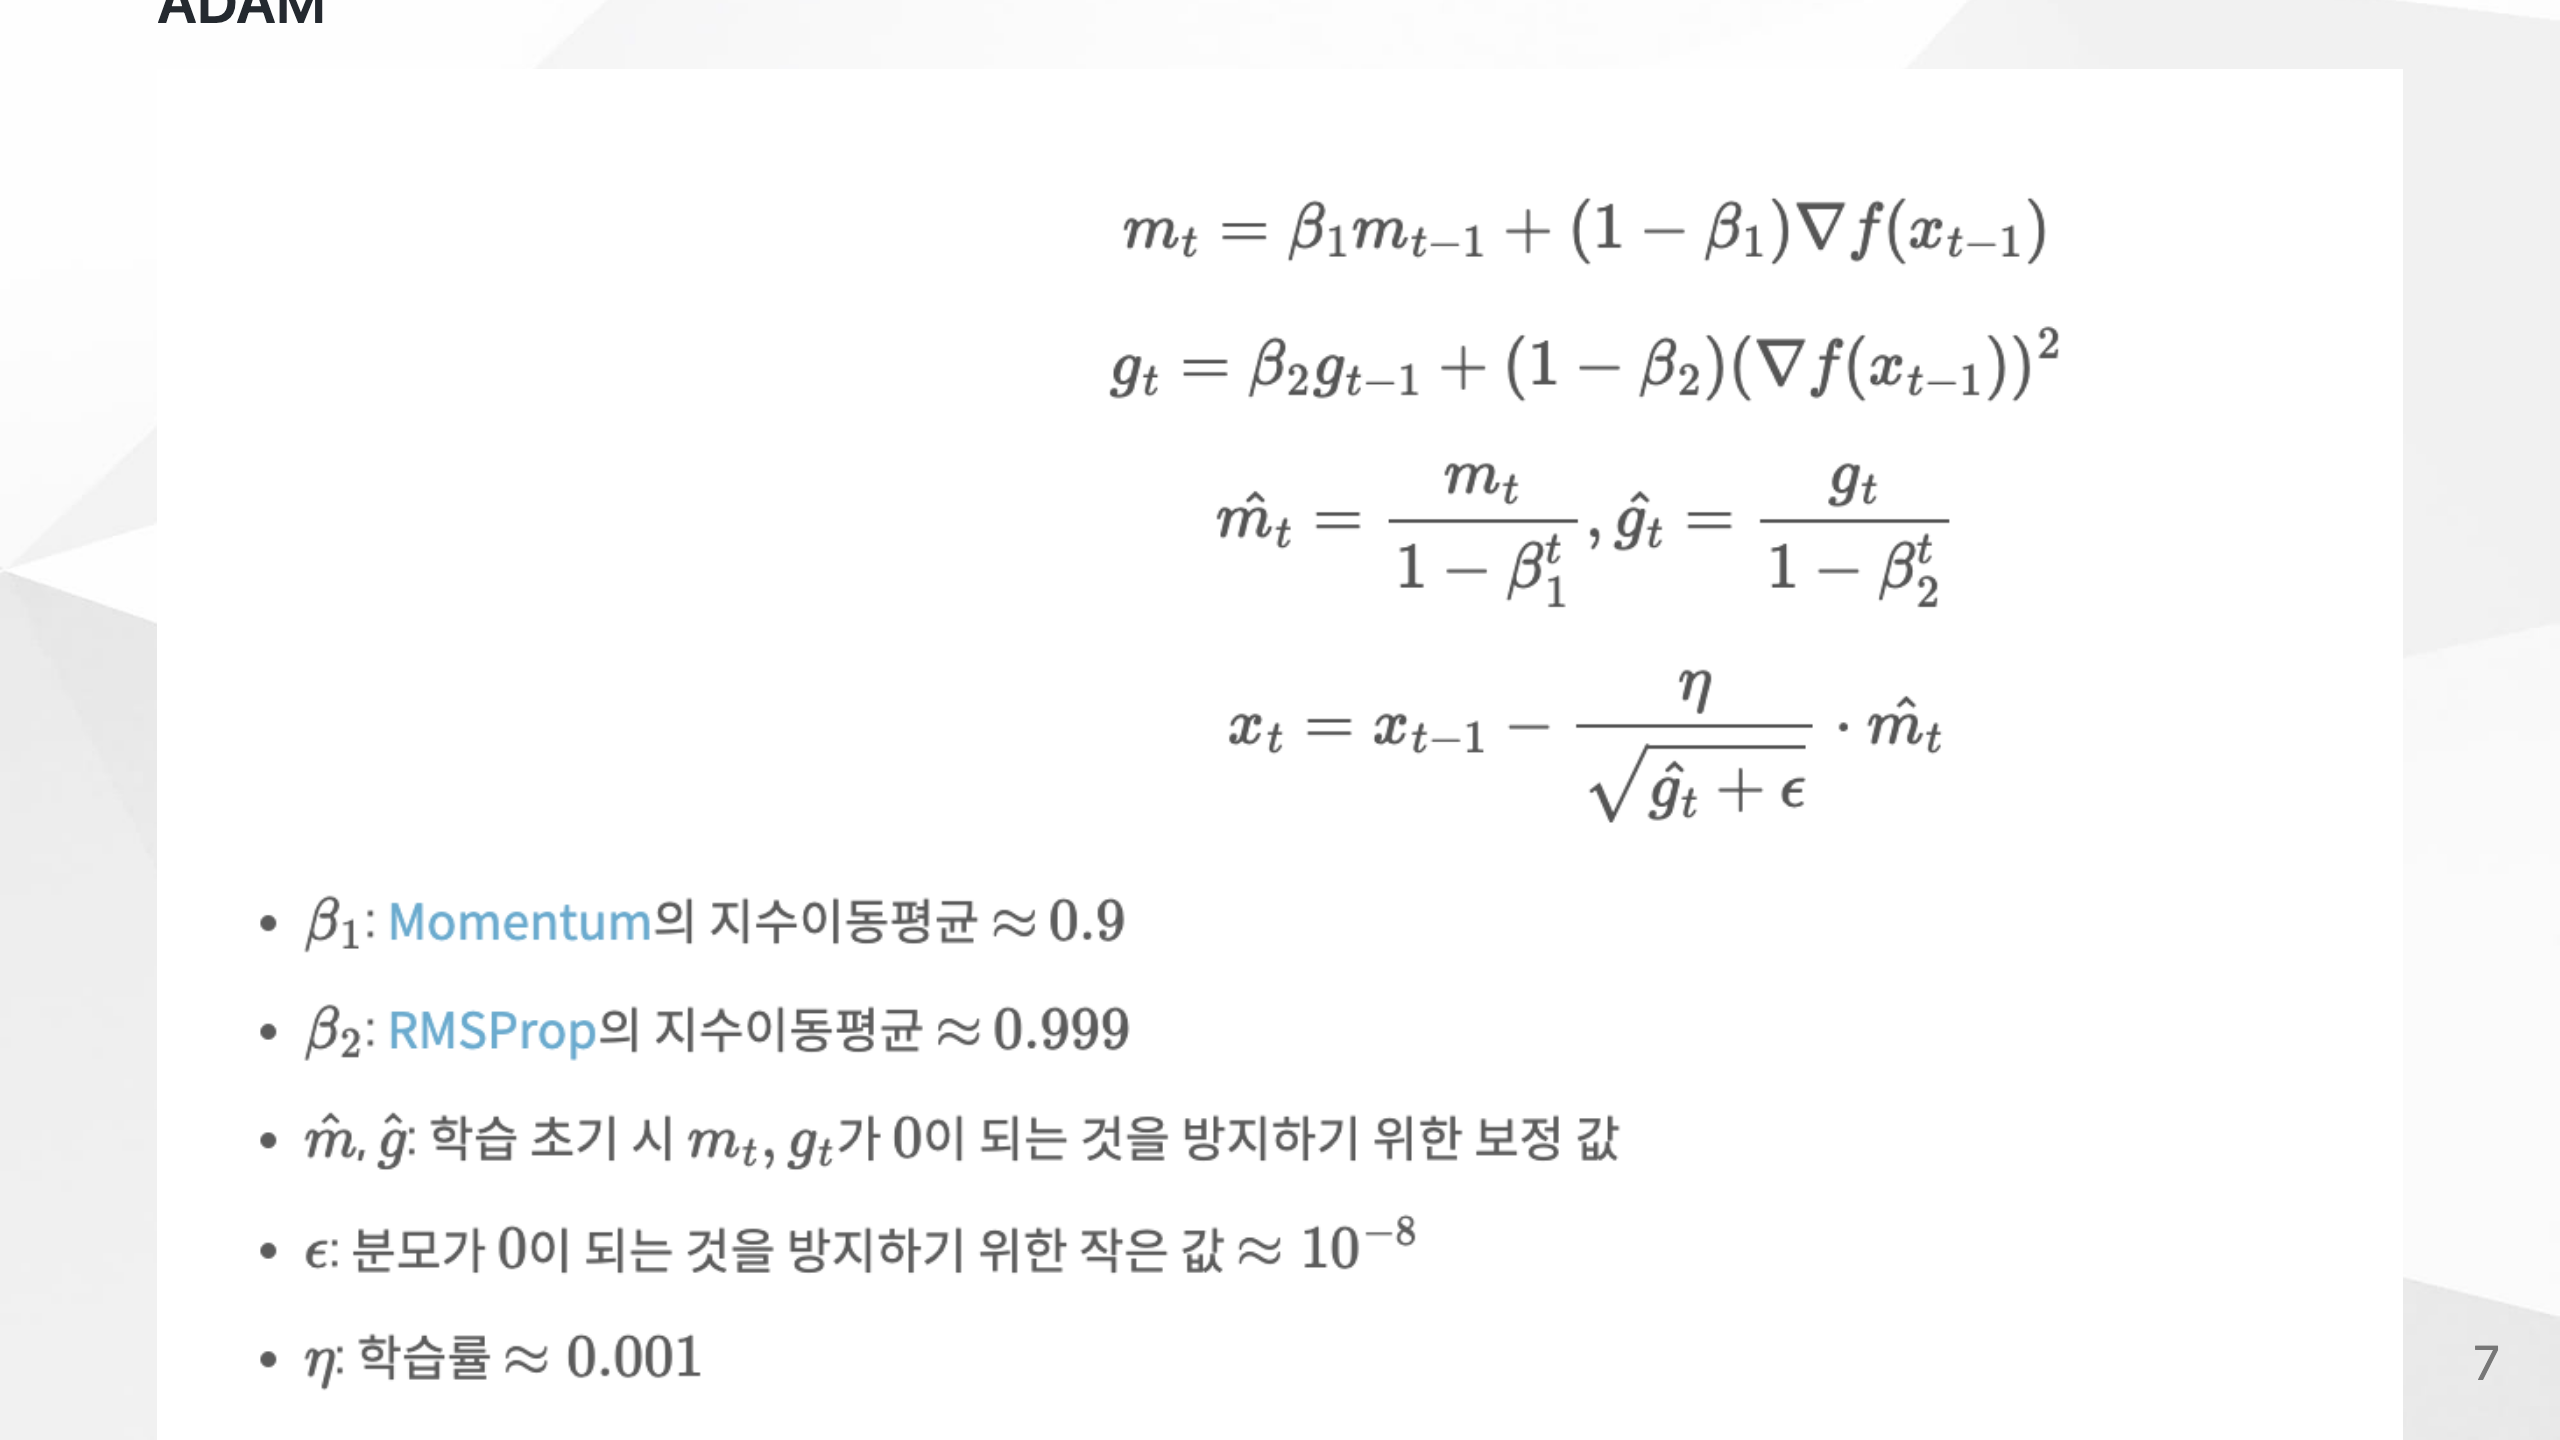 ADAM
m_t = β_1 m_{t−1} + (1 − β_1)∇f(x_{t−1})
g_t = β_2 g_{t−1} + (1 − β_2)(∇f(x_{t−1}))^2
m̂_t = \frac{m_t}{1 − β_1^t}, ĝ_t = \frac{g_t}{1 − β_2^t}
x_t = x_{t−1} − \frac{η}{\sqrt{ĝ_t + ϵ}} · m̂_t
• β_1: Momentum의 지수이동평균 ≈ 0.9
• β_2: RMSProp의 지수이동평균 ≈ 0.999
• m̂, ĝ: 학습 초기 시 m_t, g_t가 0이 되는 것을 방지하기 위한 보정 값
• ϵ: 분모가 0이 되는 것을 방지하기 위한 작은 값 ≈ 10^{−8}
• η: 학습률 ≈ 0.001
7